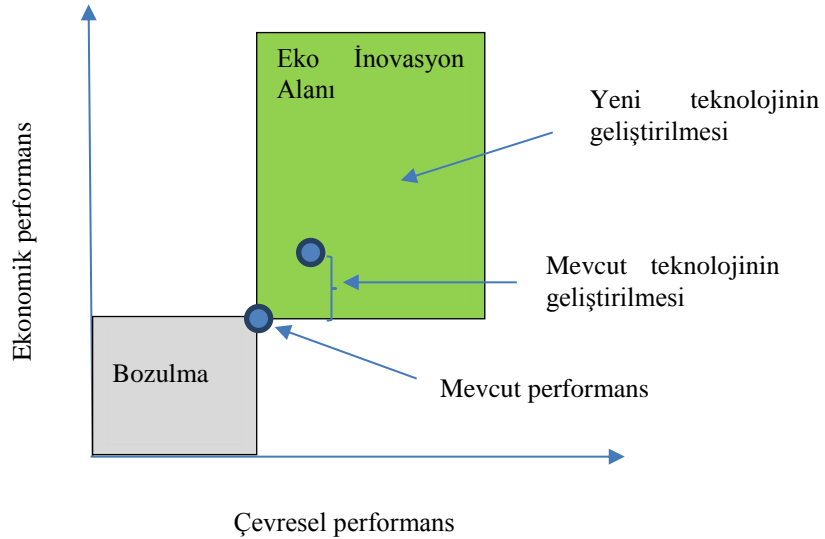 Eko İnovasyon
Alanı
Yeni teknolojinin
geliştirilmesi
Ekonomik performans
Mevcut teknolojinin
geliştirilmesi
Bozulma
Mevcut performans
Çevresel performans